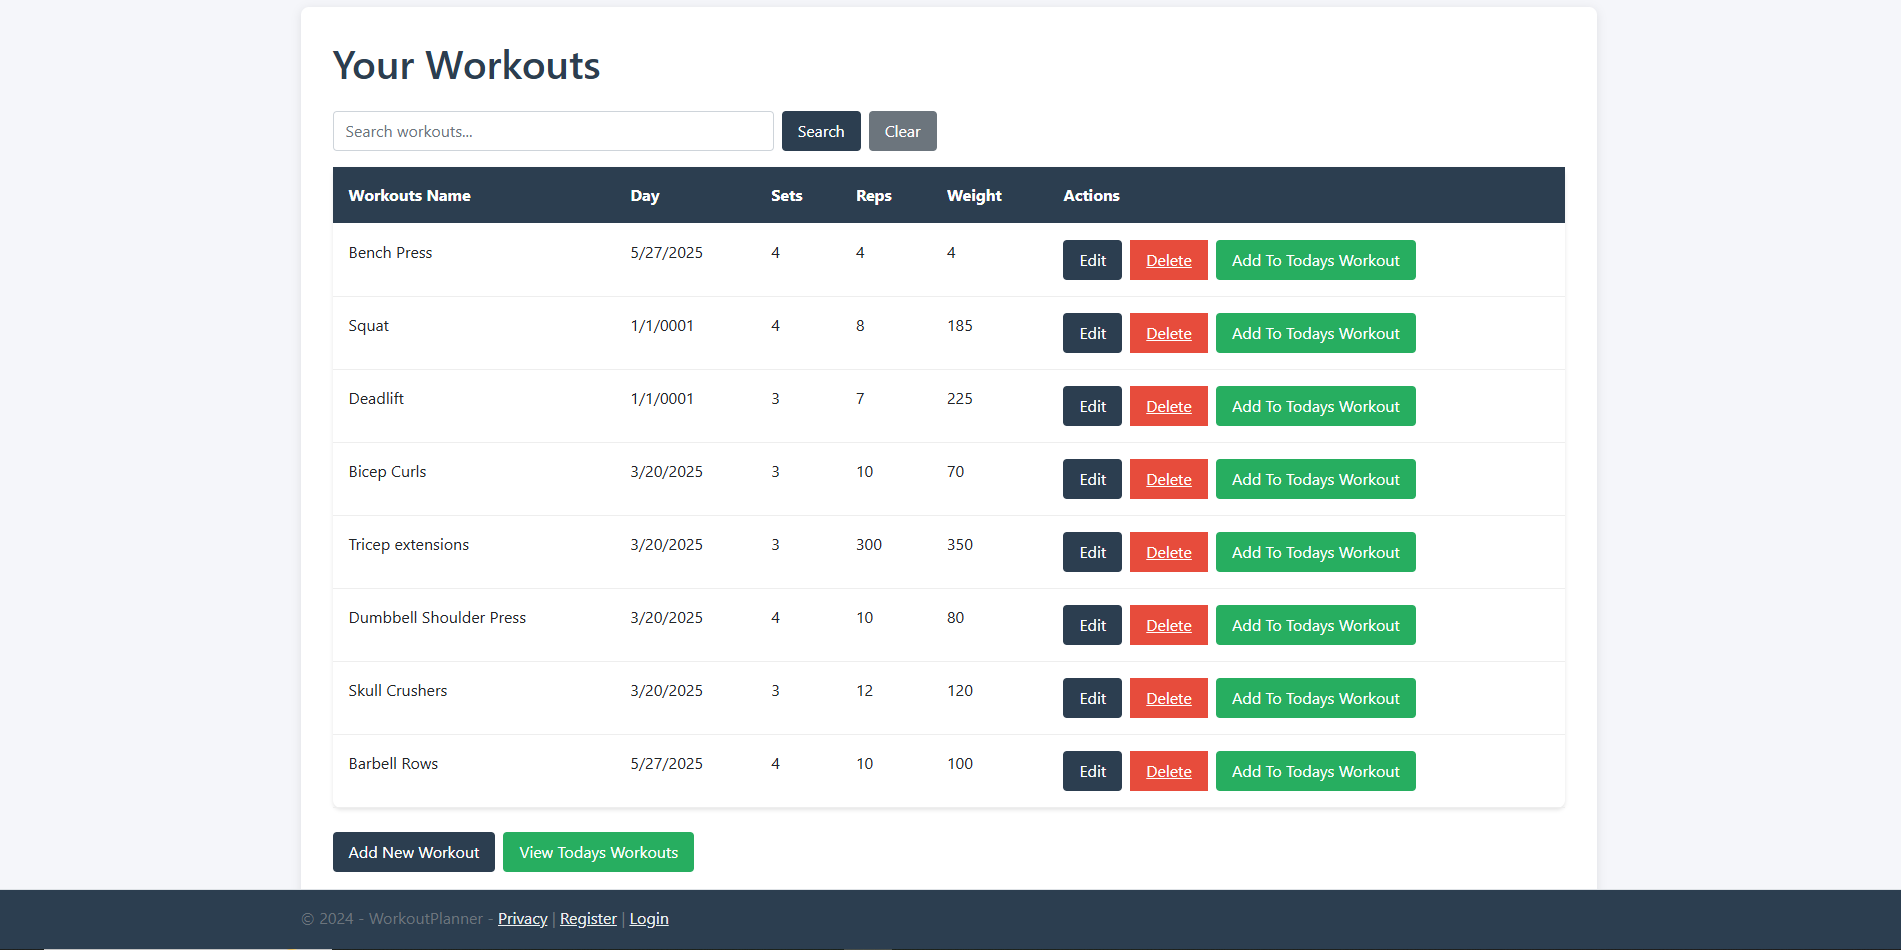 Your Workouts
Search workouts... Search Clear
Workouts Name Day Sets Reps Weight Actions
Bench Press 5/27/2025 4 4 4 Edit Delete Add To Todays Workout
Squat 1/1/0001 4 8 185 Edit Delete Add To Todays Workout
Deadlift 1/1/0001 3 7 225 Edit Delete Add To Todays Workout
Bicep Curls 3/20/2025 3 10 70 Edit Delete Add To Todays Workout
Tricep extensions 3/20/2025 3 300 350 Edit Delete Add To Todays Workout
Dumbbell Shoulder Press 3/20/2025 4 10 80 Edit Delete Add To Todays Workout
Skull Crushers 3/20/2025 3 12 120 Edit Delete Add To Todays Workout
Barbell Rows 5/27/2025 4 10 100 Edit Delete Add To Todays Workout
Add New Workout View Todays Workouts
© 2024 - WorkoutPlanner - Privacy | Register | Login